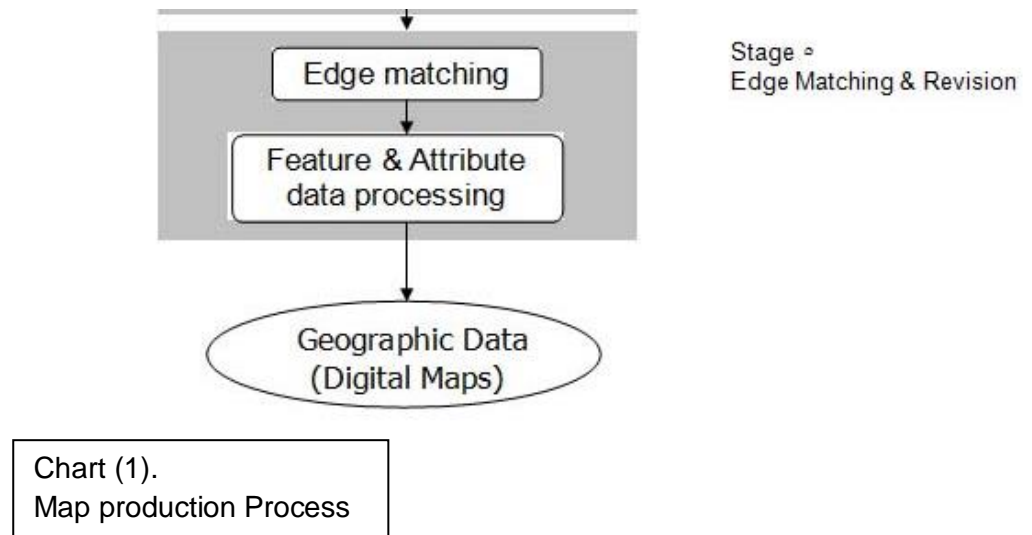 Edge matching
Stage ٥
Edge Matching & Revision
Feature & Attribute
data processing
Geographic Data
(Digital Maps)
Chart (1).
Map production Process